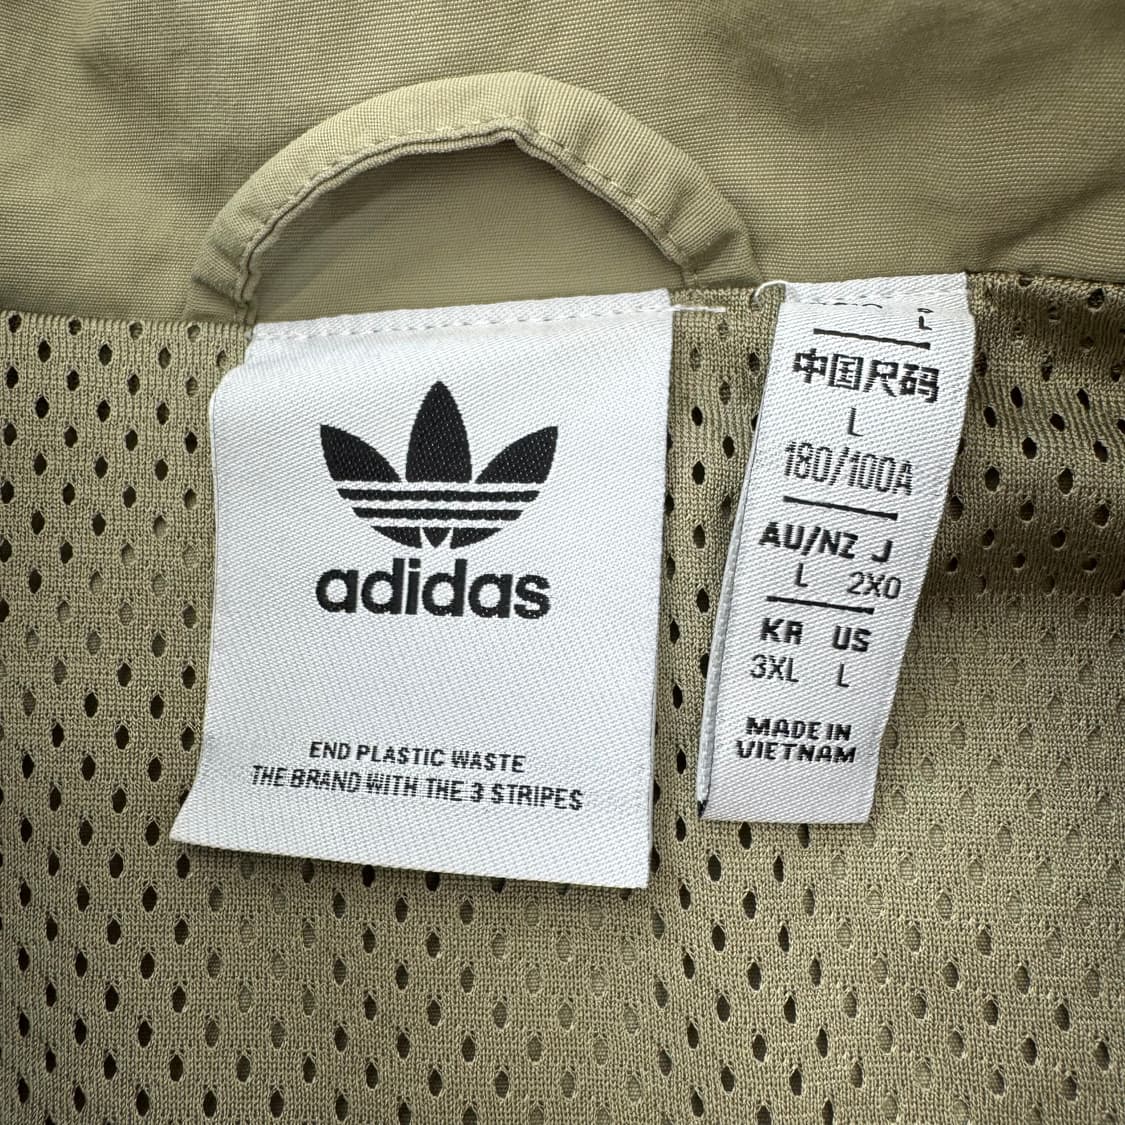 adidas
END PLASTIC WASTE
THE BRAND WITH THE 3 STRIPES
L
中国尺码
L
180/100A
AU/NZ J
L 2XO
KR US
3XL L
MADE IN
VIETNAM